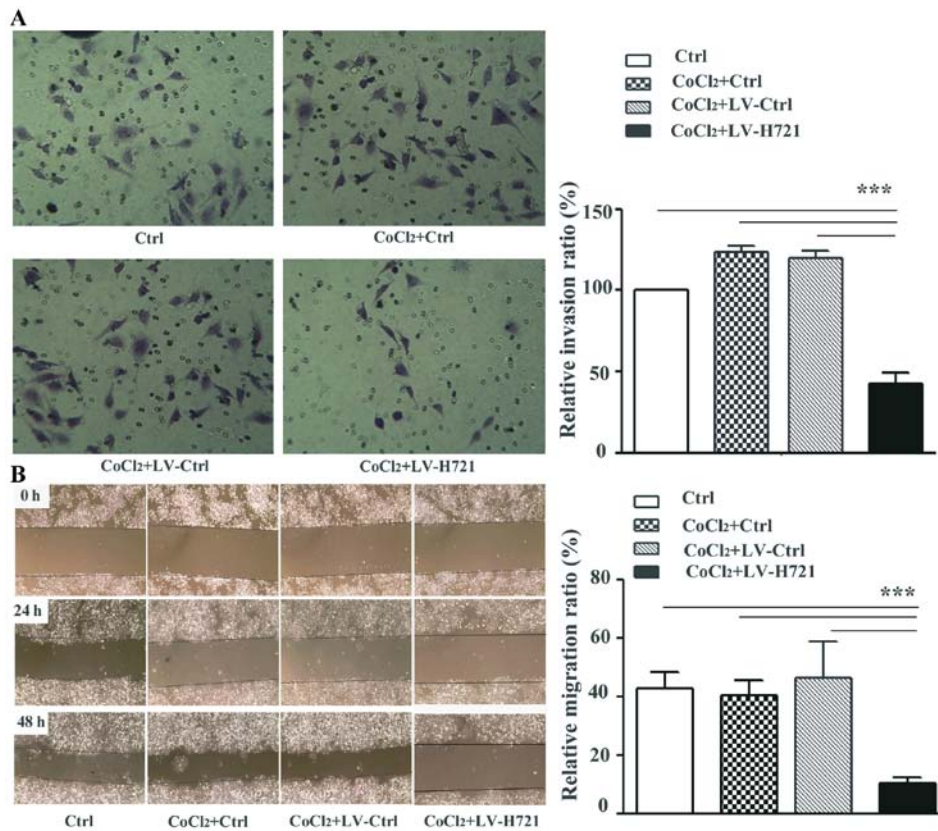 A
Ctrl
CoCl₂+Ctrl
CoCl₂+LV-Ctrl
CoCl₂+LV-H721
Ctrl
CoCl₂+Ctrl
CoCl₂+LV-Ctrl
CoCl₂+LV-H721
***
Relative invasion ratio (%)
150
100
50
0
B
0 h
24 h
48 h
Ctrl
CoCl₂+Ctrl
CoCl₂+LV-Ctrl
CoCl₂+LV-H721
Ctrl
CoCl₂+Ctrl
CoCl₂+LV-Ctrl
CoCl₂+LV-H721
***
Relative migration ratio (%)
80
60
40
20
0